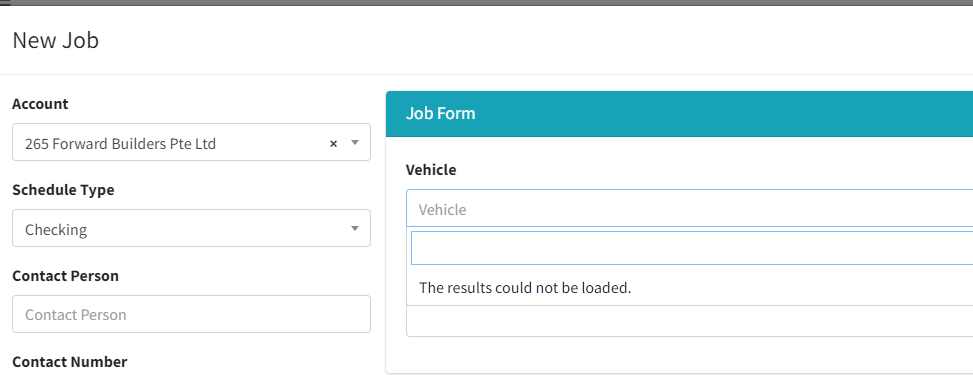 New Job
Account
265 Forward Builders Pte Ltd ×
Schedule Type
Checking
Contact Person
Contact Person
Contact Number
Job Form
Vehicle
Vehicle
The results could not be loaded.